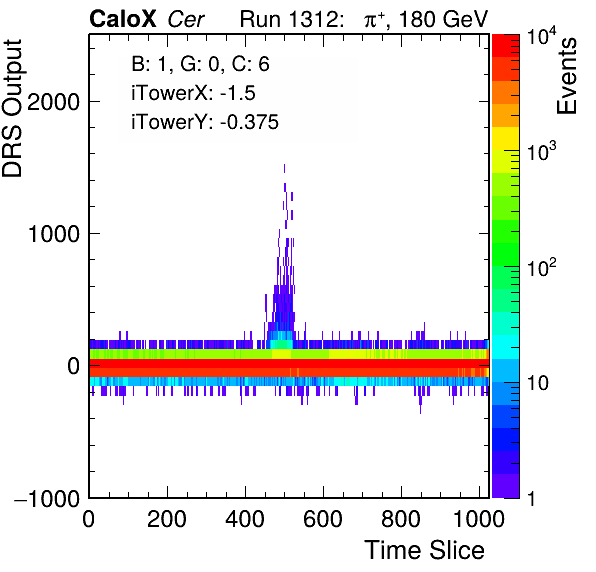 CaloX Cer Run 1312: π⁺, 180 GeV
B: 1, G: 0, C: 6
iTowerX: -1.5
iTowerY: -0.375
DRS Output
2000
1000
0
−1000
0 200 400 600 800 1000
Time Slice
Events
10⁴
10³
10²
10
1